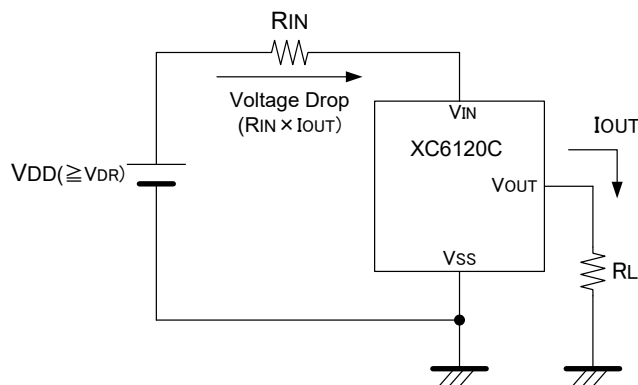 RIN
Voltage Drop
(RIN × IOUT)
VIN
IOUT
XC6120C
VDD(≧VDR)
VOUT
VSS
RL